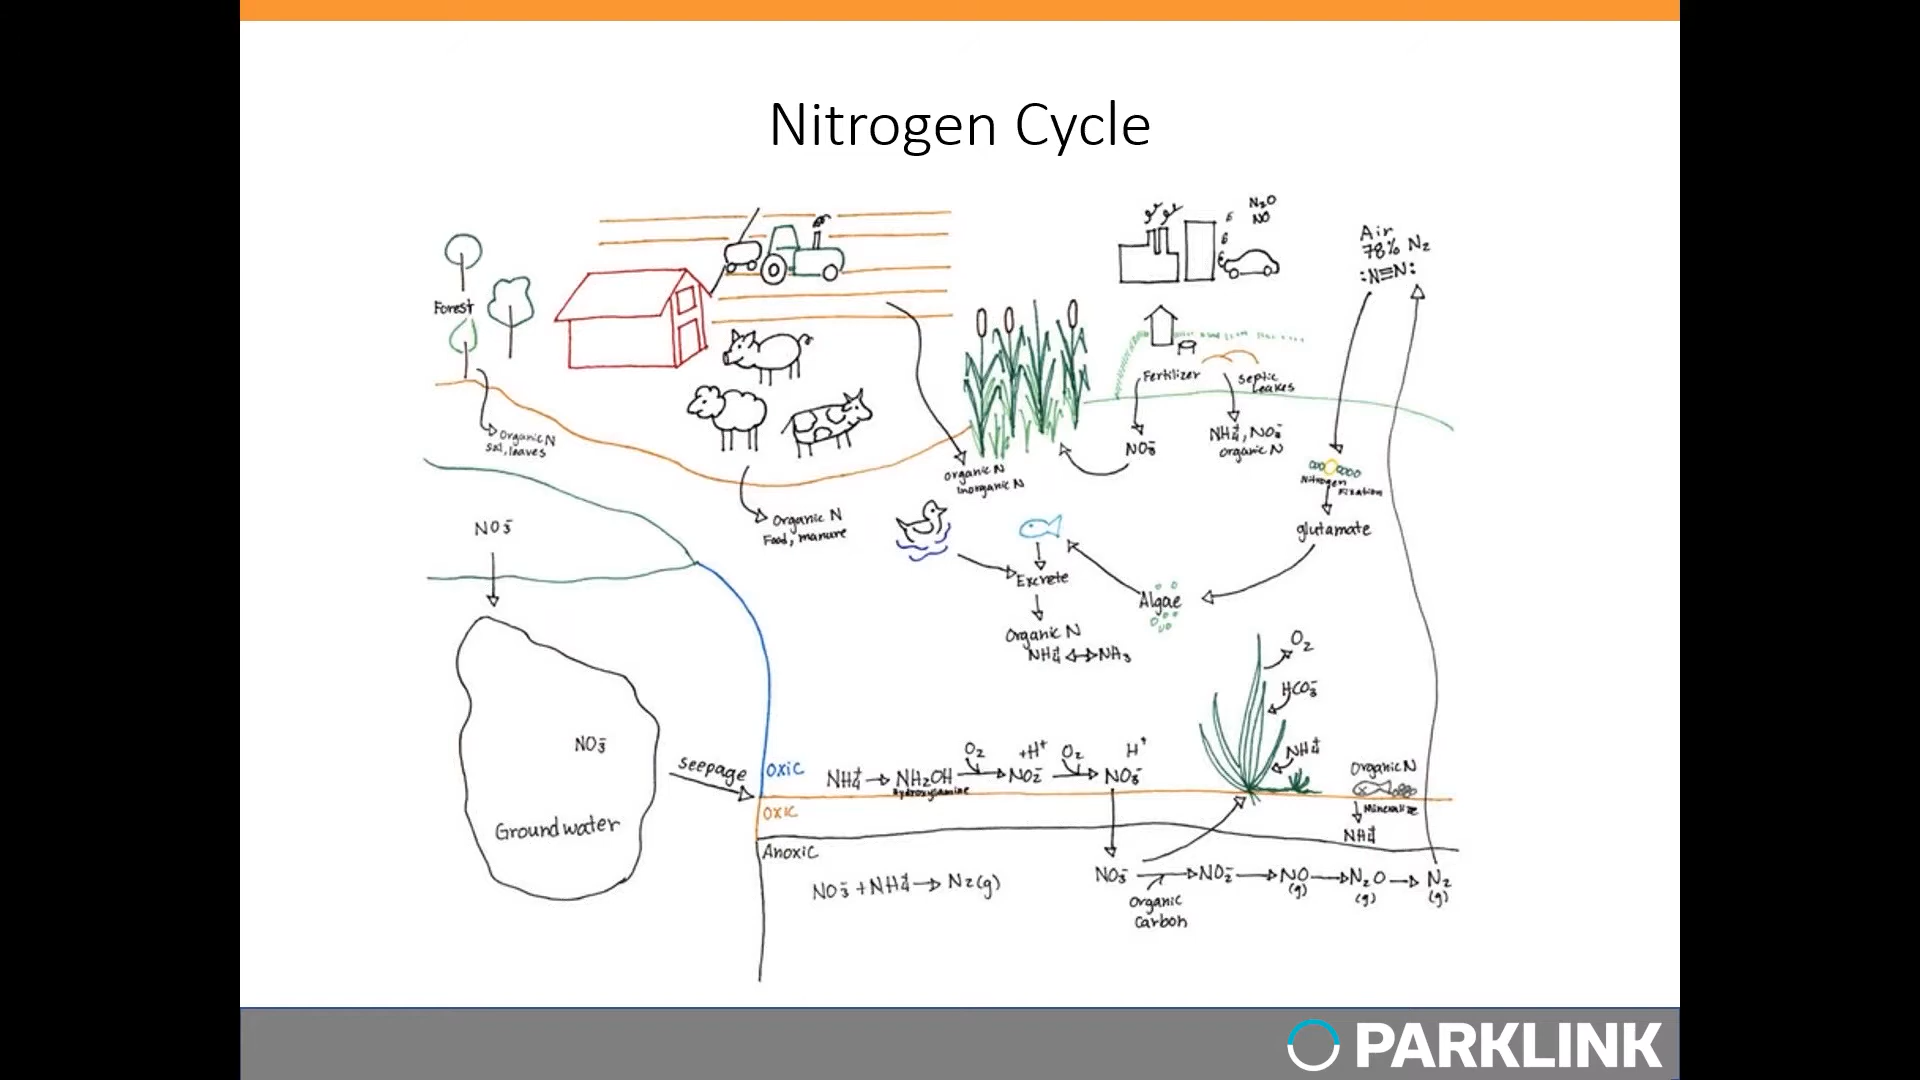 Nitrogen Cycle
N₂O
NO
Air
78% N₂
:N≡N:
Forest
Fertilizer
septic
Leakes
Organic N
soil, leaves
NO₃⁻
NH₄⁺, NO₃⁻
organic N
organic N
Inorganic N
Nitrogen
Fixation
glutamate
Organic N
Food, manure
NO₃⁻
Excrete
Algae
Organic N
NH₄⁺ ↔ NH₃
O₂
HCO₃⁻
NH₄⁺
NO₃⁻
seepage
Groundwater
OXIC
NH₄⁺ → NH₂OH → NO₂⁻ → NO₃⁻
O₂ +H⁺ O₂ H⁺
Hydroxylamine
Organic N
Mineralize
NH₄⁺
OXIC
Anoxic
NO₃⁻ + NH₄⁺ → N₂(g)
NO₃⁻ → NO₂⁻ → NO → N₂O → N₂
(g) (g) (g)
Organic
Carbon
PARKLINK